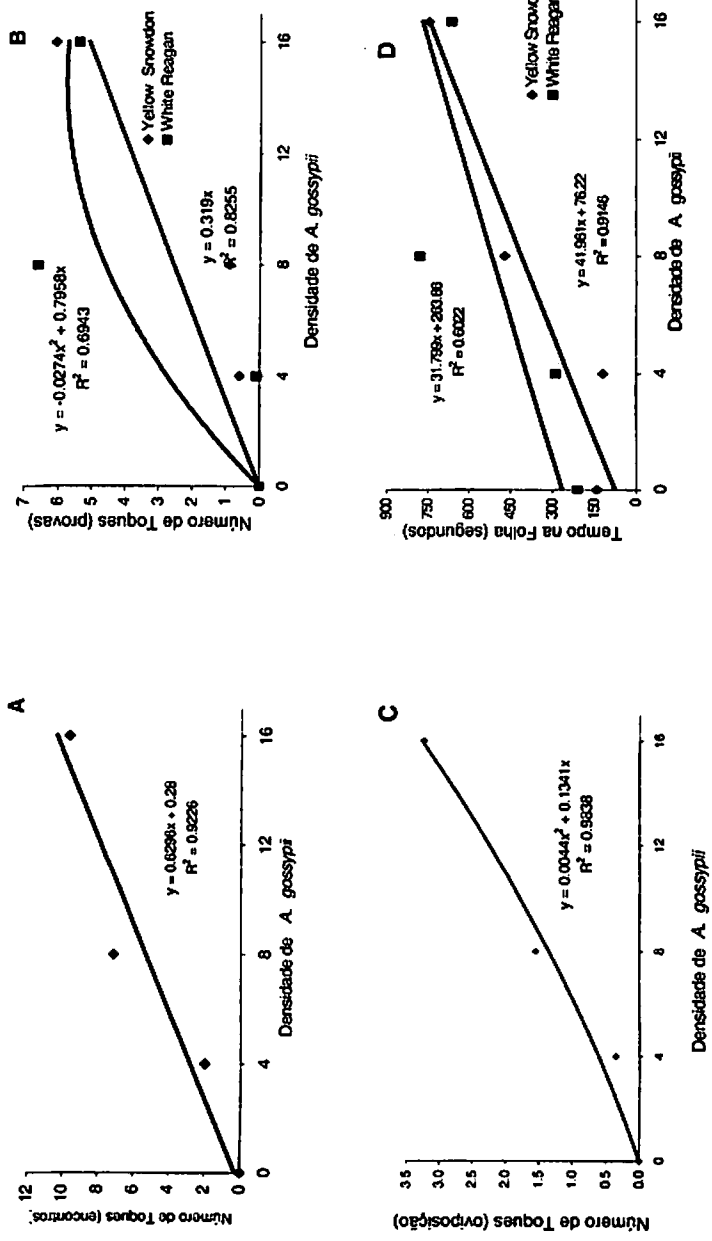 A
Número de Toques (encontros)
12
10
8
6
4
2
0
y = 0.6296x + 0.28
R² = 0.9226
0 4 8 12 16
Densidade de A. gossypii
B
Número de Toques (provas)
7
6
5
4
3
2
1
0
y = -0.0274x² + 0.7958x
R² = 0.6943
Yellow Snowdon
White Reagan
y = 0.319x
R² = 0.8255
0 4 8 12 16
Densidade de A. gossypii
C
Número de Toques (oviposição)
3.5
3.0
2.5
2.0
1.5
1.0
0.5
0.0
y = 0.0044x² + 0.1341x
R² = 0.9838
0 4 8 12 16
Densidade de A. gossypii
D
Tempo na Folha (segundos)
900
750
600
450
300
150
0
y = 31.799x + 263.86
R² = 0.6022
y = 41.961x + 76.22
R² = 0.9146
Yellow Snowdon
White Reagan
0 4 8 12 16
Densidade de A. gossypii